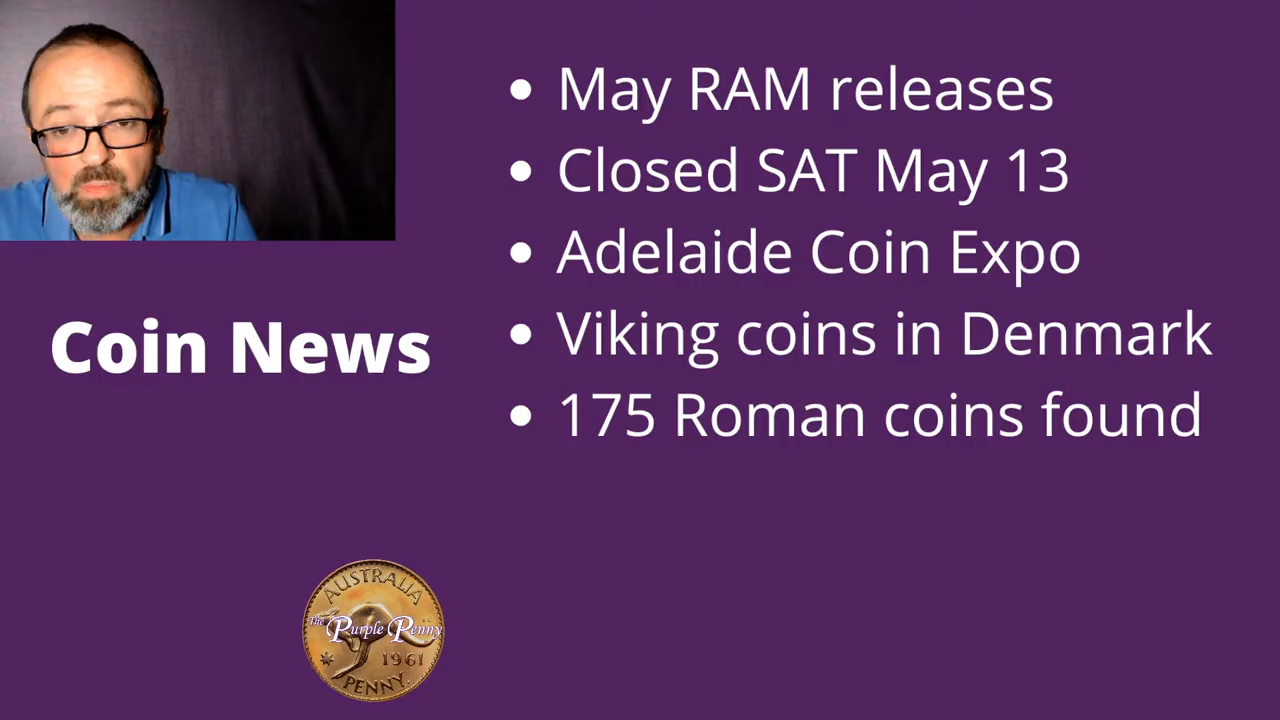 May RAM releases
Closed SAT May 13
Adelaide Coin Expo
Viking coins in Denmark
175 Roman coins found
Coin News
AUSTRALIA
The Purple Penny
1961
PENNY.